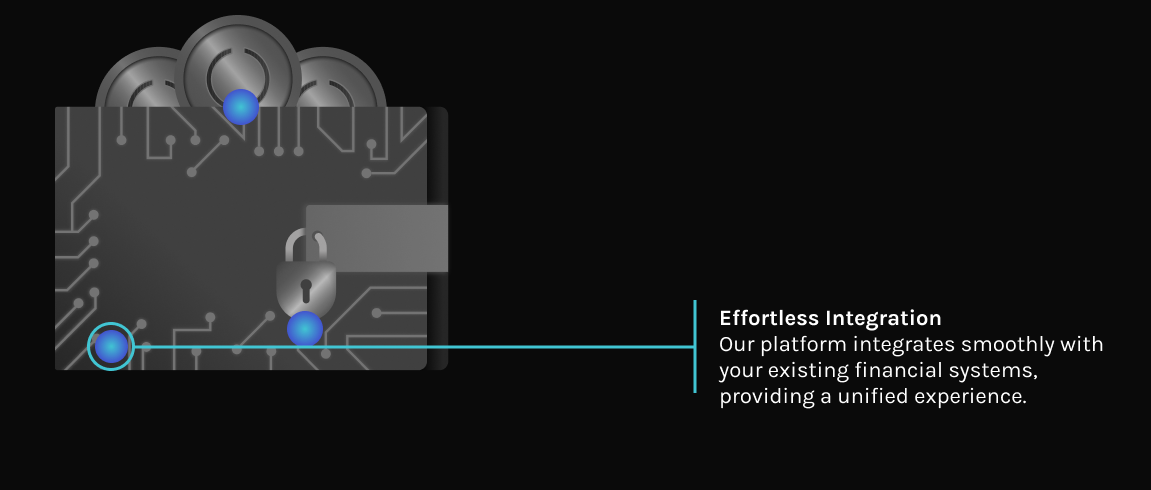 Effortless Integration
Our platform integrates smoothly with
your existing financial systems,
providing a unified experience.